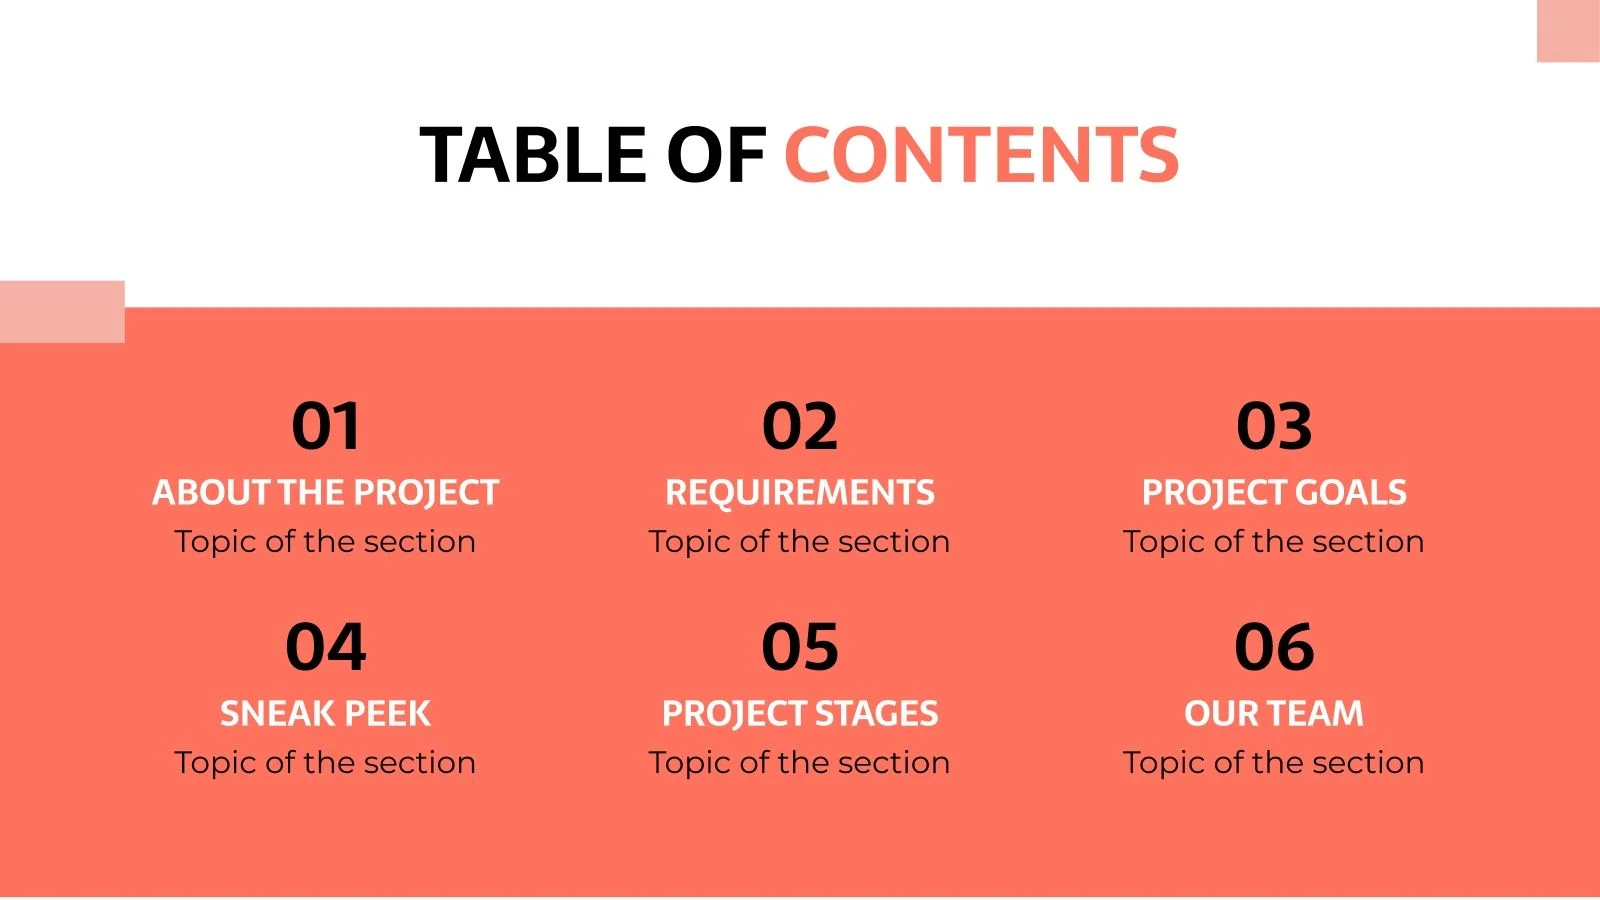 TABLE OF CONTENTS
01
ABOUT THE PROJECT
Topic of the section
02
REQUIREMENTS
Topic of the section
03
PROJECT GOALS
Topic of the section
04
SNEAK PEEK
Topic of the section
05
PROJECT STAGES
Topic of the section
06
OUR TEAM
Topic of the section